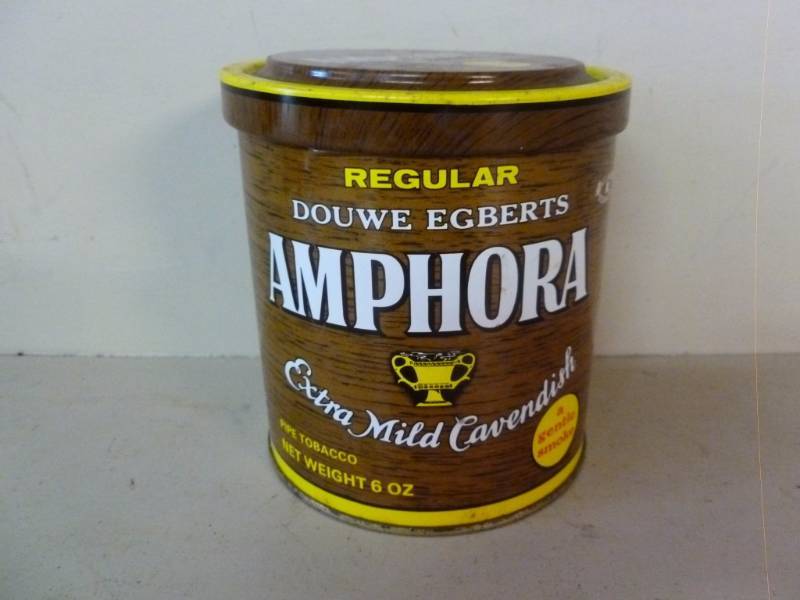 REGULAR
DOUWE EGBERTS
AMPHORA
Extra Mild Cavendish
a
gentle
smoke
PIPE TOBACCO
NET WEIGHT 6 OZ